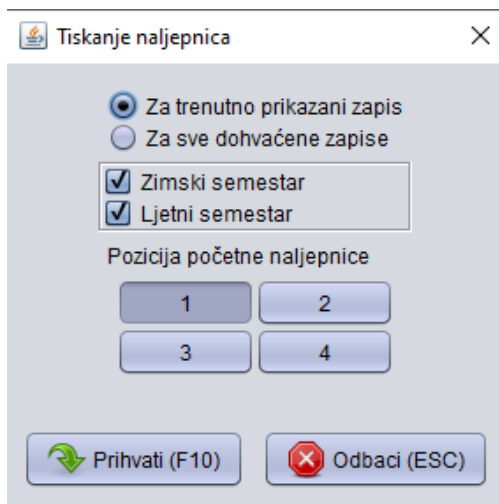 Tiskanje naljepnica
Za trenutno prikazani zapis
Za sve dohvaćene zapise
Zimski semestar
Ljetni semestar
Pozicija početne naljepnice
1 2
3 4
Prihvati (F10) Odbaci (ESC)